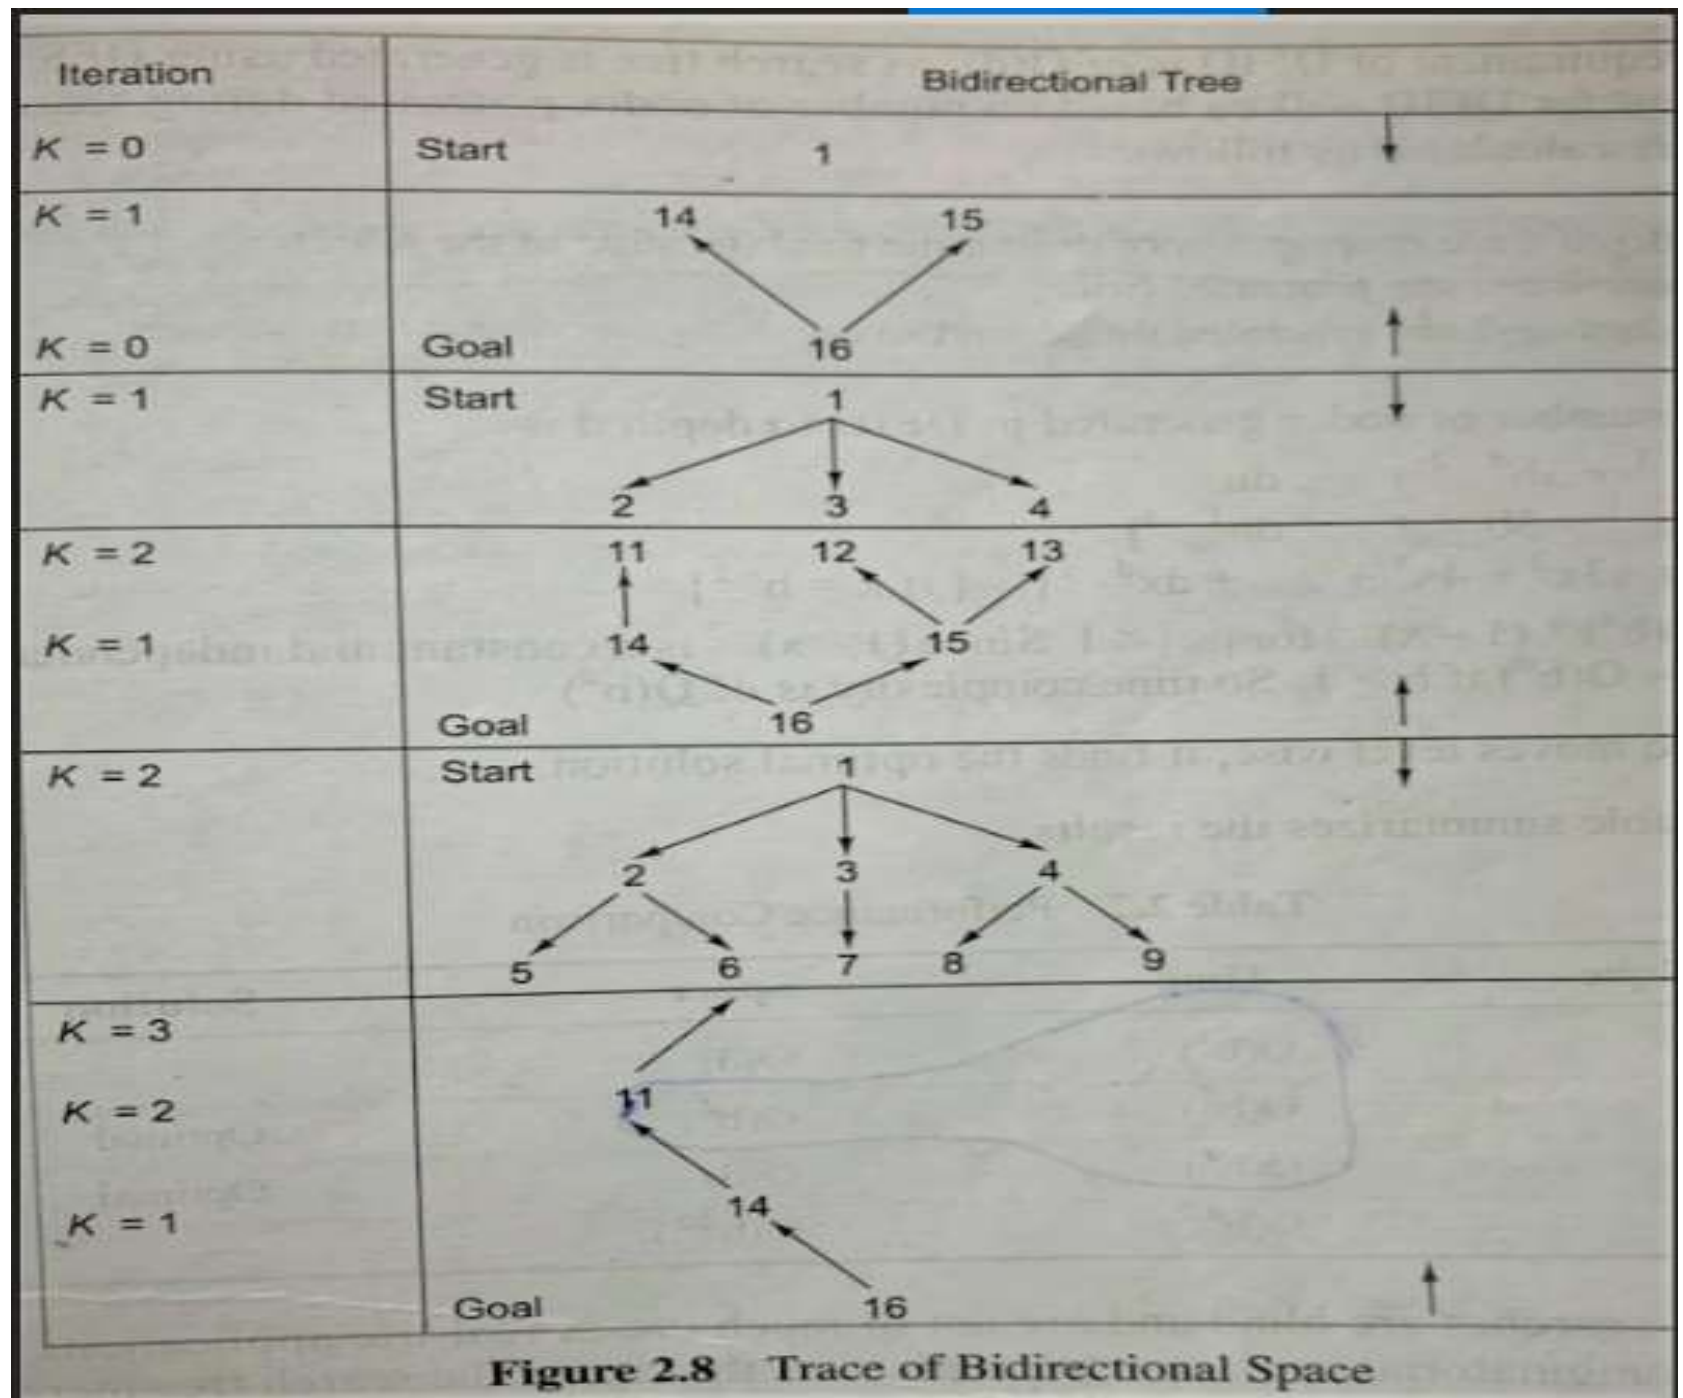 Iteration Bidirectional Tree
K = 0 Start 1
K = 1 14 15
K = 0 Goal 16
K = 1 Start 1
2 3 4
K = 2 11 12 13
K = 1 14 15
Goal 16
K = 2 Start 1
2 3 4
5 6 7 8 9
K = 3
K = 2 11
K = 1 14
Goal 16
Figure 2.8 Trace of Bidirectional Space